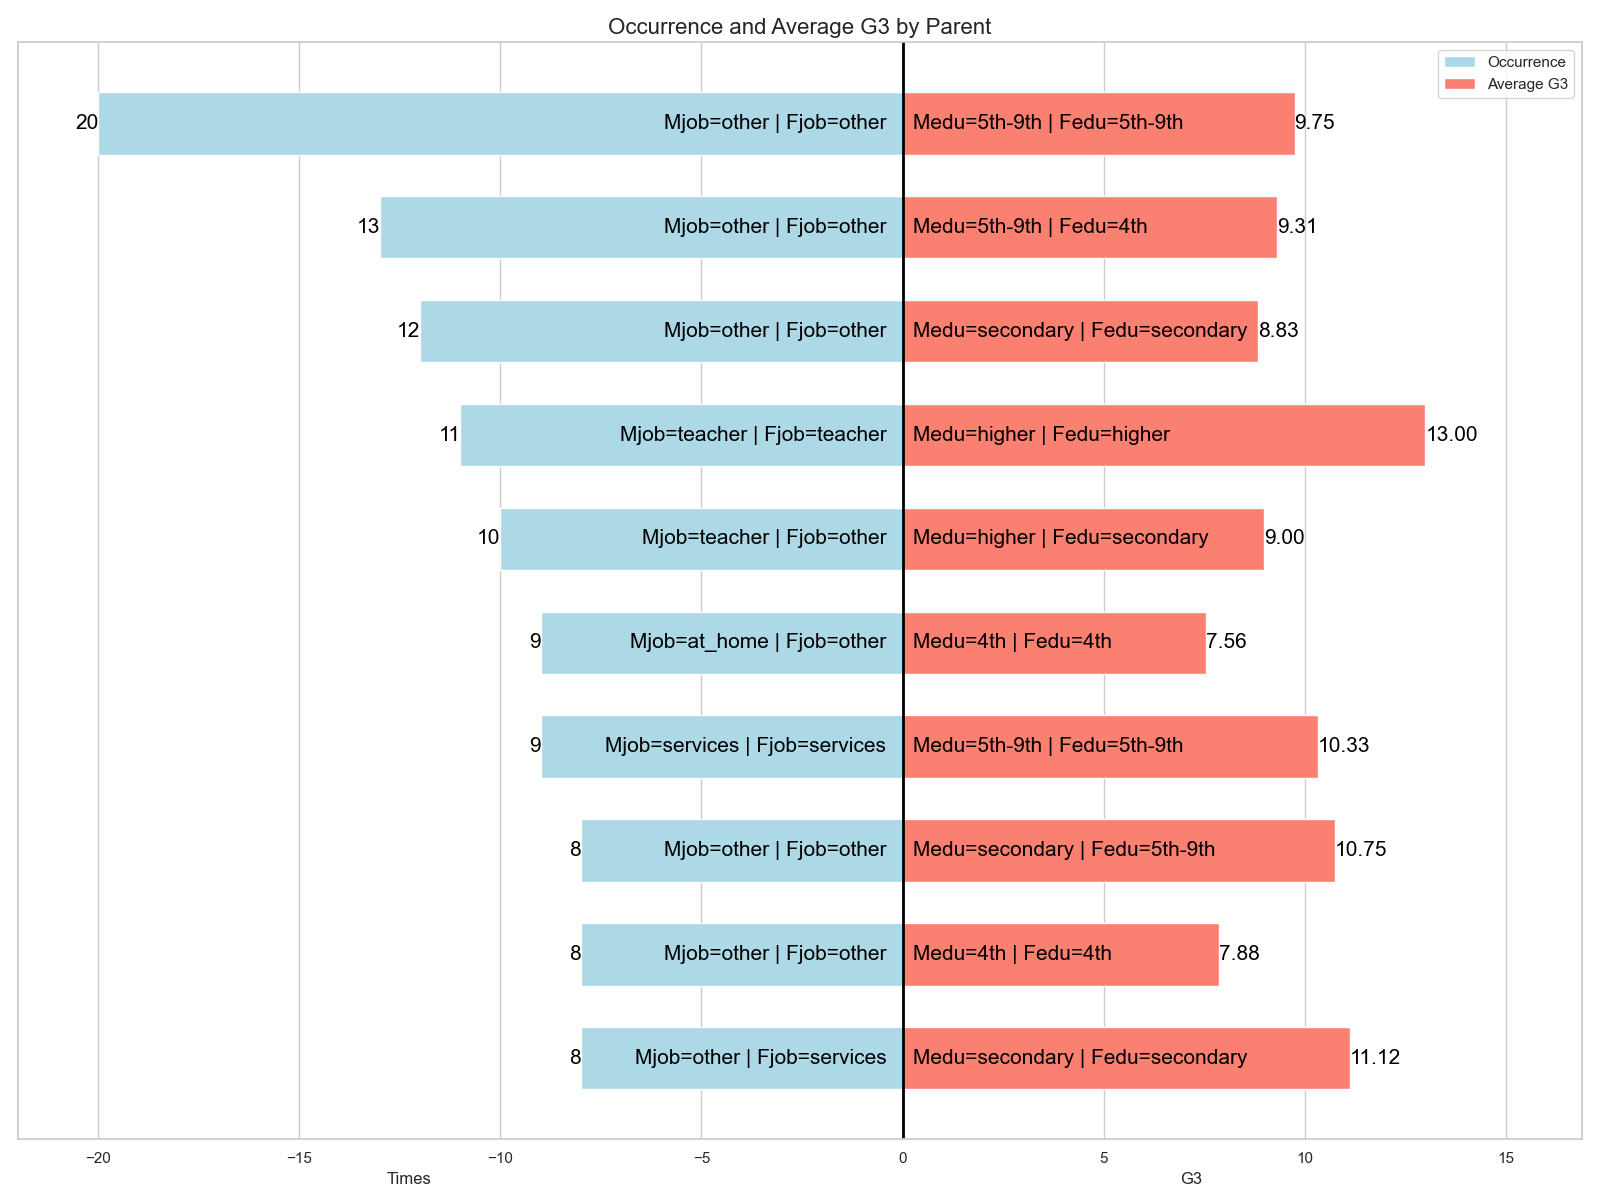 Occurrence and Average G3 by Parent
Occurrence
Average G3
20 Mjob=other | Fjob=other Medu=5th-9th | Fedu=5th-9th 9.75
13 Mjob=other | Fjob=other Medu=5th-9th | Fedu=4th 9.31
12 Mjob=other | Fjob=other Medu=secondary | Fedu=secondary 8.83
11 Mjob=teacher | Fjob=teacher Medu=higher | Fedu=higher 13.00
10 Mjob=teacher | Fjob=other Medu=higher | Fedu=secondary 9.00
9 Mjob=at_home | Fjob=other Medu=4th | Fedu=4th 7.56
9 Mjob=services | Fjob=services Medu=5th-9th | Fedu=5th-9th 10.33
8 Mjob=other | Fjob=other Medu=secondary | Fedu=5th-9th 10.75
8 Mjob=other | Fjob=other Medu=4th | Fedu=4th 7.88
8 Mjob=other | Fjob=services Medu=secondary | Fedu=secondary 11.12
−20 −15 −10 −5 0 5 10 15
Times G3